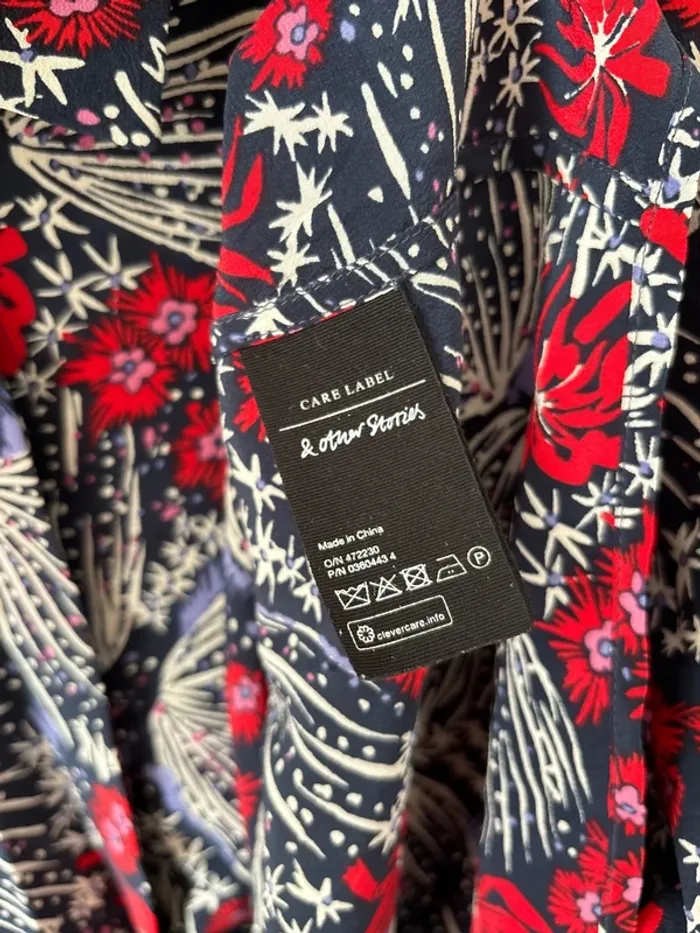 CARE LABEL
& other Stories
Made in China
O/N 472230
P/N 0360443 4
P
clevercare.info